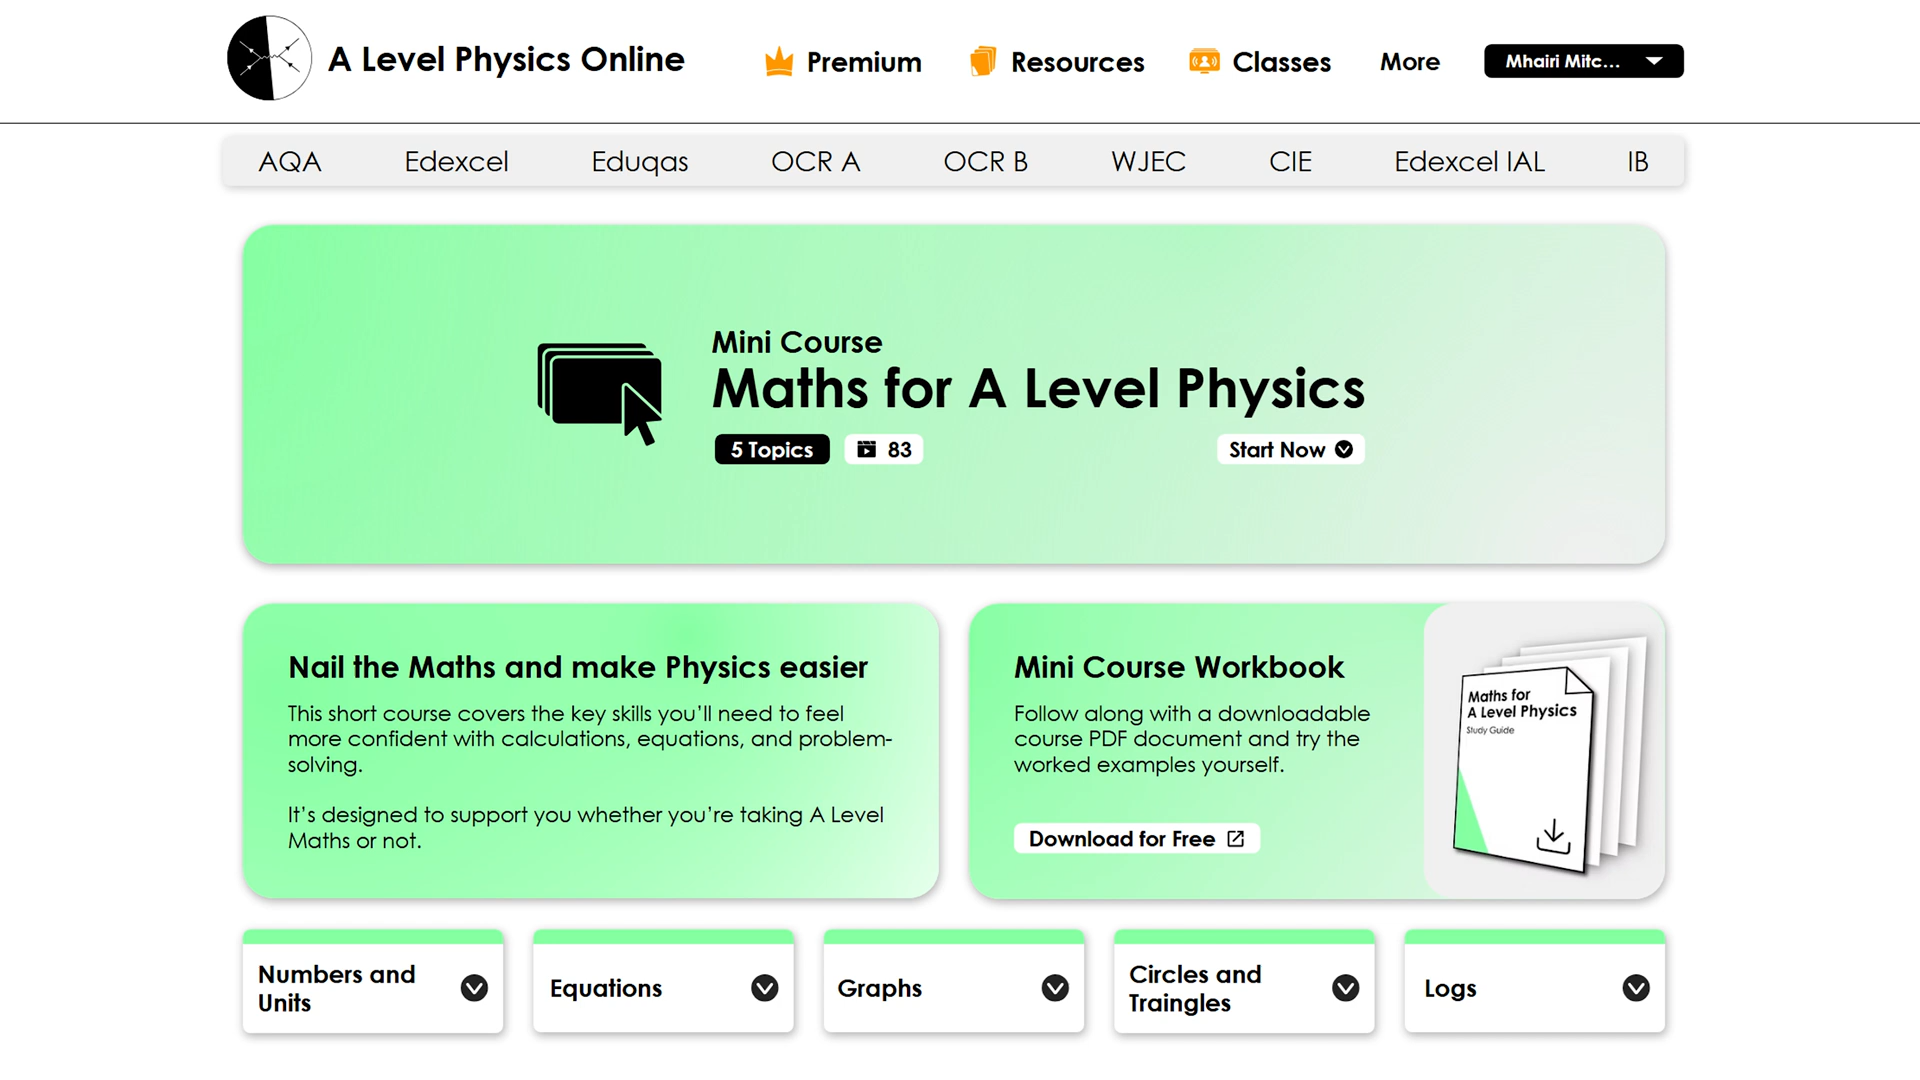 A Level Physics Online
Premium
Resources
Classes
More
Mhairi Mitc...
AQA
Edexcel
Eduqas
OCR A
OCR B
WJEC
CIE
Edexcel IAL
IB
Mini Course
Maths for A Level Physics
5 Topics
83
Start Now
Nail the Maths and make Physics easier
This short course covers the key skills you’ll need to feel
more confident with calculations, equations, and problem-
solving.
It’s designed to support you whether you’re taking A Level
Maths or not.
Mini Course Workbook
Follow along with a downloadable
course PDF document and try the
worked examples yourself.
Download for Free
Maths for
A Level Physics
Study Guide
Numbers and
Units
Equations
Graphs
Circles and
Traingles
Logs